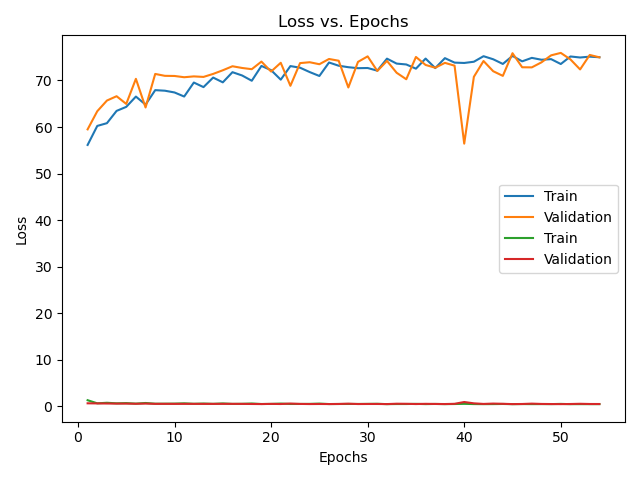 Loss vs. Epochs
Loss
70
60
50
40
30
20
10
0
Train
Validation
Train
Validation
0 10 20 30 40 50
Epochs